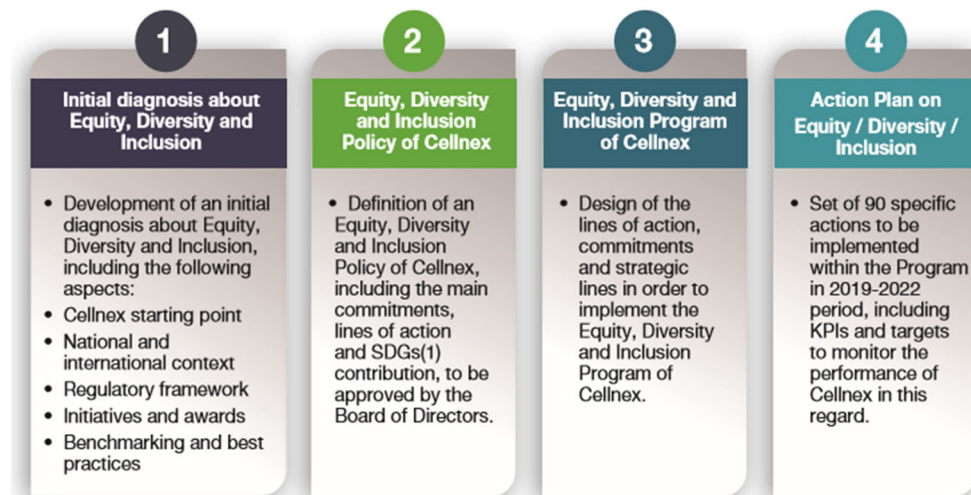 1
Initial diagnosis about
Equity, Diversity and
Inclusion
• Development of an initial
diagnosis about Equity,
Diversity and Inclusion,
including the following
aspects:
• Cellnex starting point
• National and
international context
• Regulatory framework
• Initiatives and awards
• Benchmarking and best
practices
2
Equity, Diversity
and Inclusion
Policy of Cellnex
• Definition of an
Equity, Diversity
and Inclusion
Policy of Cellnex,
including the main
commitments,
lines of action
and SDGs(1)
contribution, to be
approved by the
Board of Directors.
3
Equity, Diversity and
Inclusion Program
of Cellnex
• Design of the
lines of action,
commitments
and strategic
lines in order to
implement the
Equity, Diversity
and Inclusion
Program of
Cellnex.
4
Action Plan on
Equity / Diversity /
Inclusion
• Set of 90 specific
actions to be
implemented
within the Program
in 2019-2022
period, including
KPIs and targets
to monitor the
performance of
Cellnex in this
regard.